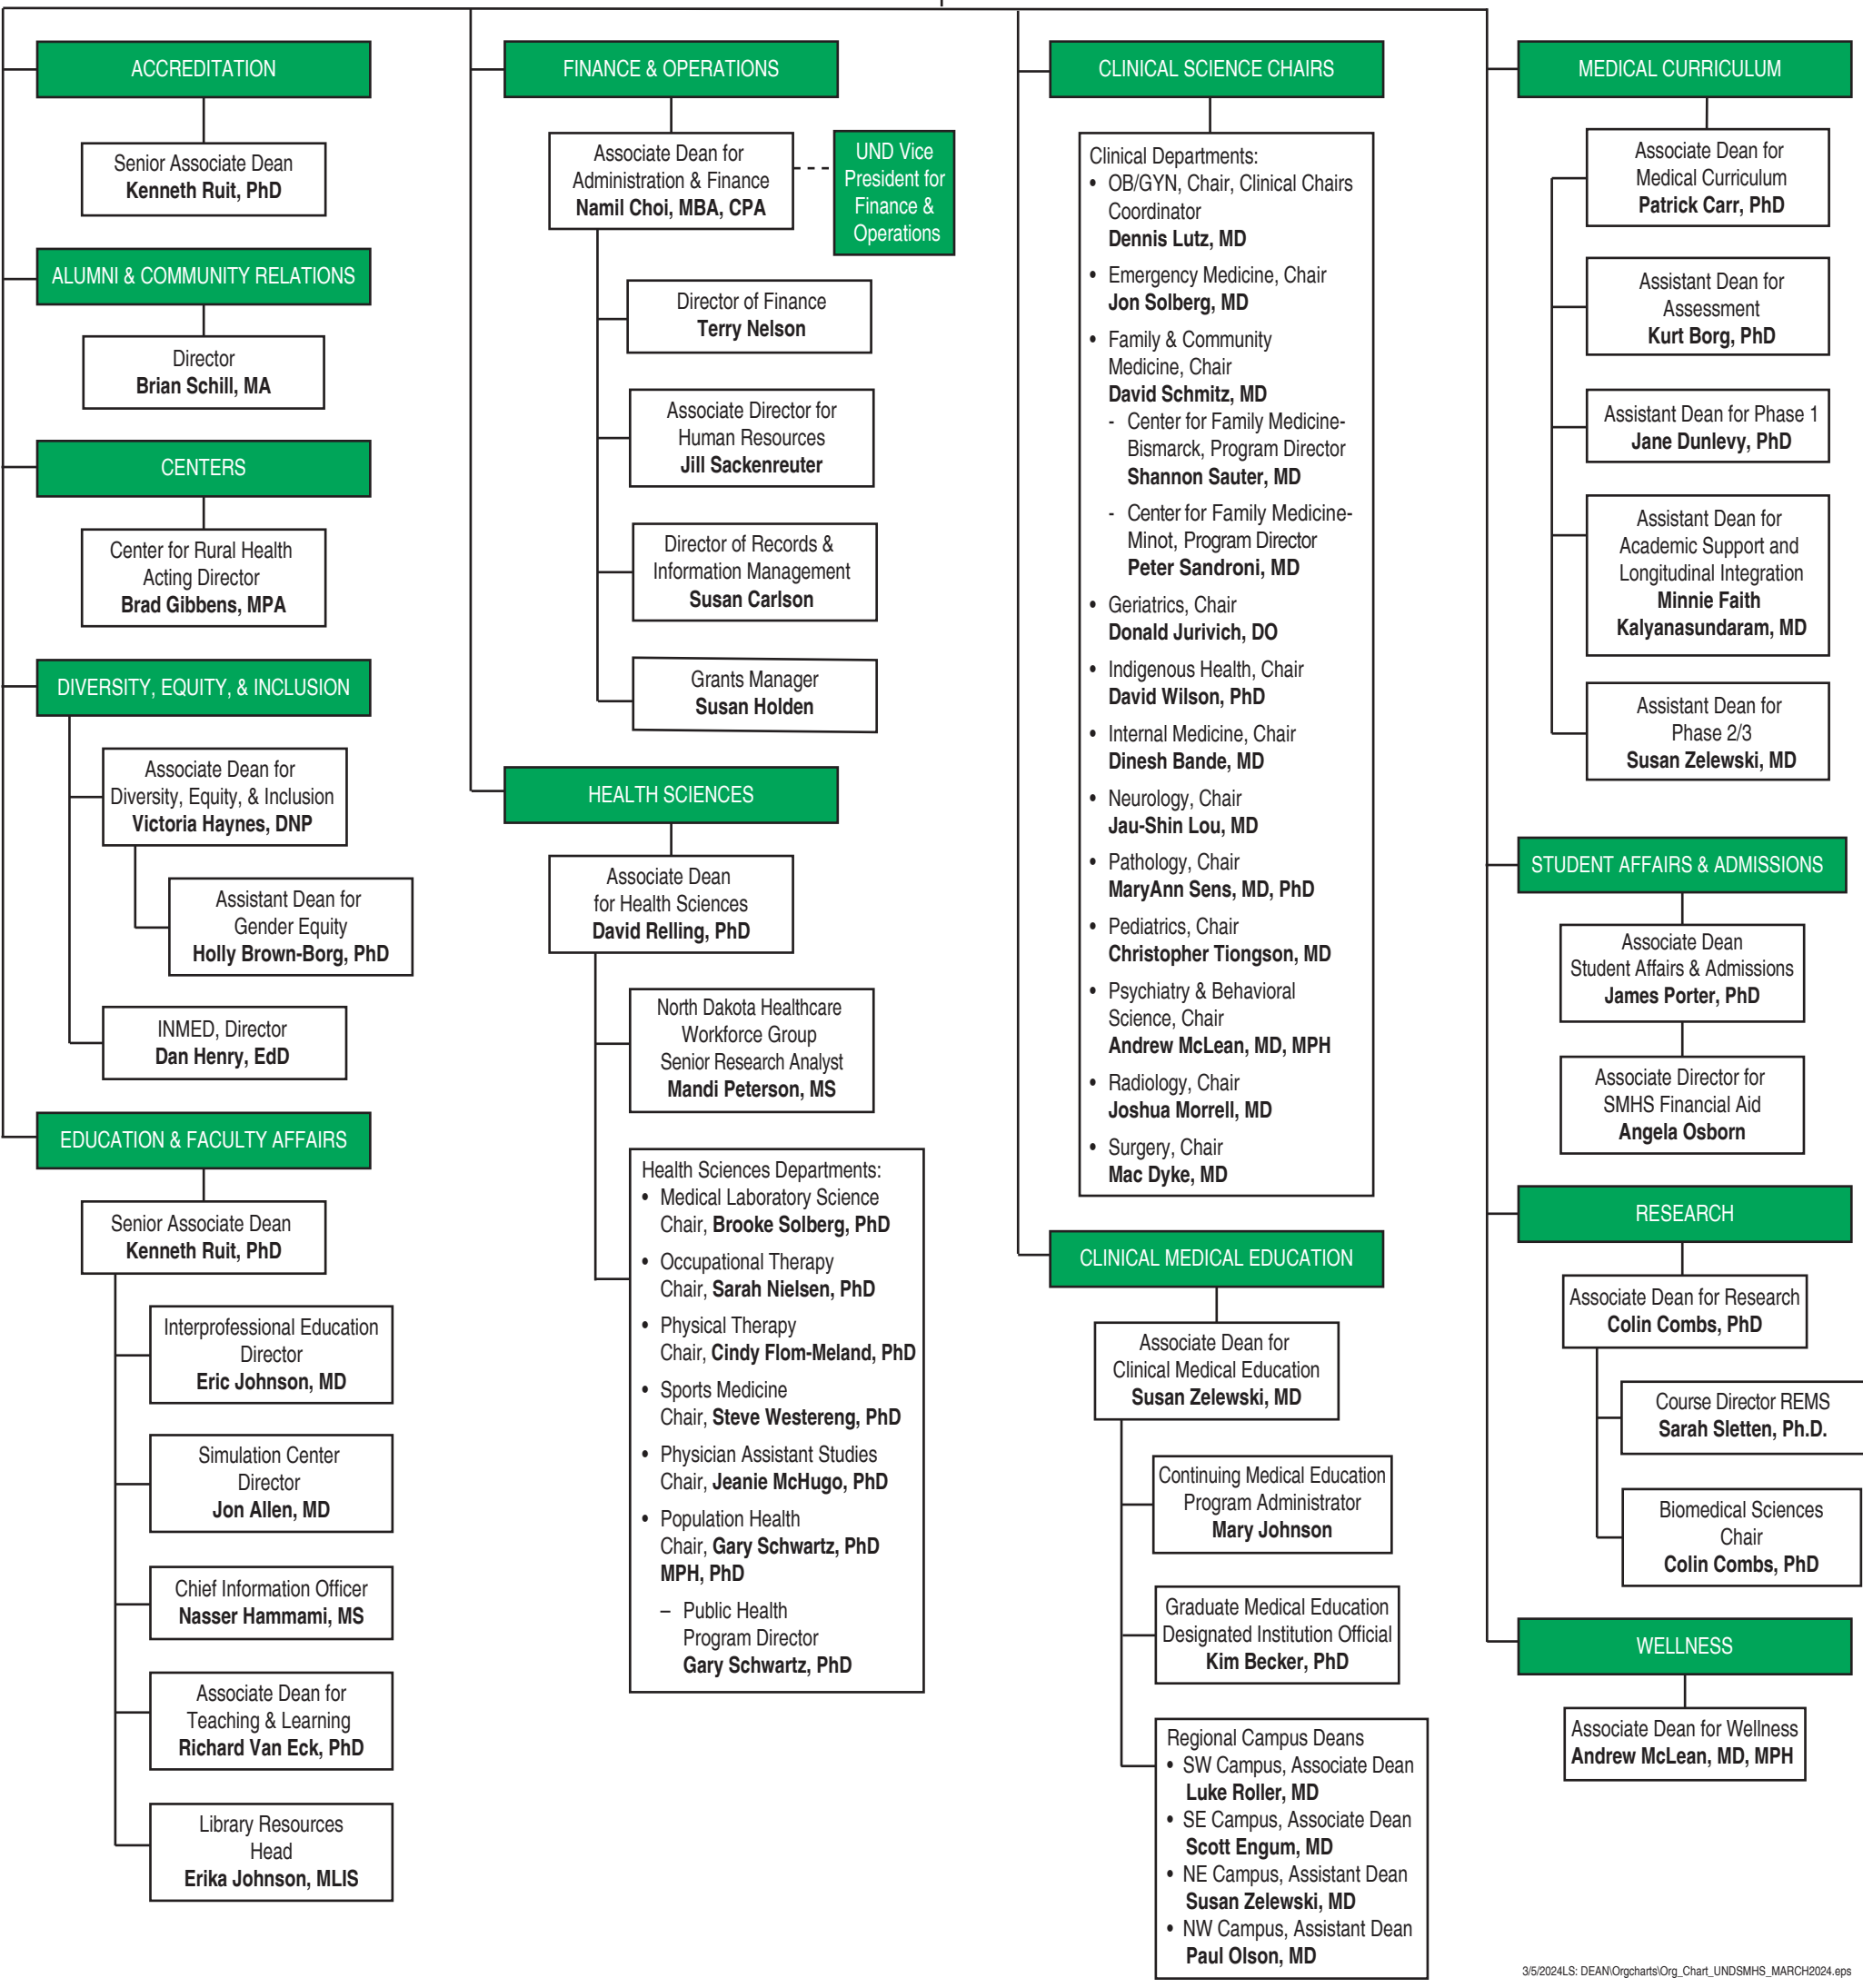 ACCREDITATION
Senior Associate Dean
Kenneth Ruit, PhD
ALUMNI & COMMUNITY RELATIONS
Director
Brian Schill, MA
CENTERS
Center for Rural Health
Acting Director
Brad Gibbens, MPA
DIVERSITY, EQUITY, & INCLUSION
Associate Dean for
Diversity, Equity, & Inclusion
Victoria Haynes, DNP
Assistant Dean for
Gender Equity
Holly Brown-Borg, PhD
INMED, Director
Dan Henry, EdD
EDUCATION & FACULTY AFFAIRS
Senior Associate Dean
Kenneth Ruit, PhD
Interprofessional Education
Director
Eric Johnson, MD
Simulation Center
Director
Jon Allen, MD
Chief Information Officer
Nasser Hammami, MS
Associate Dean for
Teaching & Learning
Richard Van Eck, PhD
Library Resources
Head
Erika Johnson, MLIS
FINANCE & OPERATIONS
Associate Dean for
Administration & Finance
Namil Choi, MBA, CPA
UND Vice
President for
Finance &
Operations
Director of Finance
Terry Nelson
Associate Director for
Human Resources
Jill Sackenreuter
Director of Records &
Information Management
Susan Carlson
Grants Manager
Susan Holden
HEALTH SCIENCES
Associate Dean
for Health Sciences
David Relling, PhD
North Dakota Healthcare
Workforce Group
Senior Research Analyst
Mandi Peterson, MS
Health Sciences Departments:
• Medical Laboratory Science
Chair, Brooke Solberg, PhD
• Occupational Therapy
Chair, Sarah Nielsen, PhD
• Physical Therapy
Chair, Cindy Flom-Meland, PhD
• Sports Medicine
Chair, Steve Westereng, PhD
• Physician Assistant Studies
Chair, Jeanie McHugo, PhD
• Population Health
Chair, Gary Schwartz, PhD
MPH, PhD
– Public Health
Program Director
Gary Schwartz, PhD
CLINICAL SCIENCE CHAIRS
Clinical Departments:
• OB/GYN, Chair, Clinical Chairs
Coordinator
Dennis Lutz, MD
• Emergency Medicine, Chair
Jon Solberg, MD
• Family & Community
Medicine, Chair
David Schmitz, MD
- Center for Family Medicine-
Bismarck, Program Director
Shannon Sauter, MD
- Center for Family Medicine-
Minot, Program Director
Peter Sandroni, MD
• Geriatrics, Chair
Donald Jurivich, DO
• Indigenous Health, Chair
David Wilson, PhD
• Internal Medicine, Chair
Dinesh Bande, MD
• Neurology, Chair
Jau-Shin Lou, MD
• Pathology, Chair
MaryAnn Sens, MD, PhD
• Pediatrics, Chair
Christopher Tiongson, MD
• Psychiatry & Behavioral
Science, Chair
Andrew McLean, MD, MPH
• Radiology, Chair
Joshua Morrell, MD
• Surgery, Chair
Mac Dyke, MD
CLINICAL MEDICAL EDUCATION
Associate Dean for
Clinical Medical Education
Susan Zelewski, MD
Continuing Medical Education
Program Administrator
Mary Johnson
Graduate Medical Education
Designated Institution Official
Kim Becker, PhD
Regional Campus Deans
• SW Campus, Associate Dean
Luke Roller, MD
• SE Campus, Associate Dean
Scott Engum, MD
• NE Campus, Assistant Dean
Susan Zelewski, MD
• NW Campus, Assistant Dean
Paul Olson, MD
MEDICAL CURRICULUM
Associate Dean for
Medical Curriculum
Patrick Carr, PhD
Assistant Dean for
Assessment
Kurt Borg, PhD
Assistant Dean for Phase 1
Jane Dunlevy, PhD
Assistant Dean for
Academic Support and
Longitudinal Integration
Minnie Faith
Kalyanasundaram, MD
Assistant Dean for
Phase 2/3
Susan Zelewski, MD
STUDENT AFFAIRS & ADMISSIONS
Associate Dean
Student Affairs & Admissions
James Porter, PhD
Associate Director for
SMHS Financial Aid
Angela Osborn
RESEARCH
Associate Dean for Research
Colin Combs, PhD
Course Director REMS
Sarah Sletten, Ph.D.
Biomedical Sciences
Chair
Colin Combs, PhD
WELLNESS
Associate Dean for Wellness
Andrew McLean, MD, MPH
3/5/2024LS: DEAN\Orgcharts\Org_Chart_UNDSMHS_MARCH2024.eps